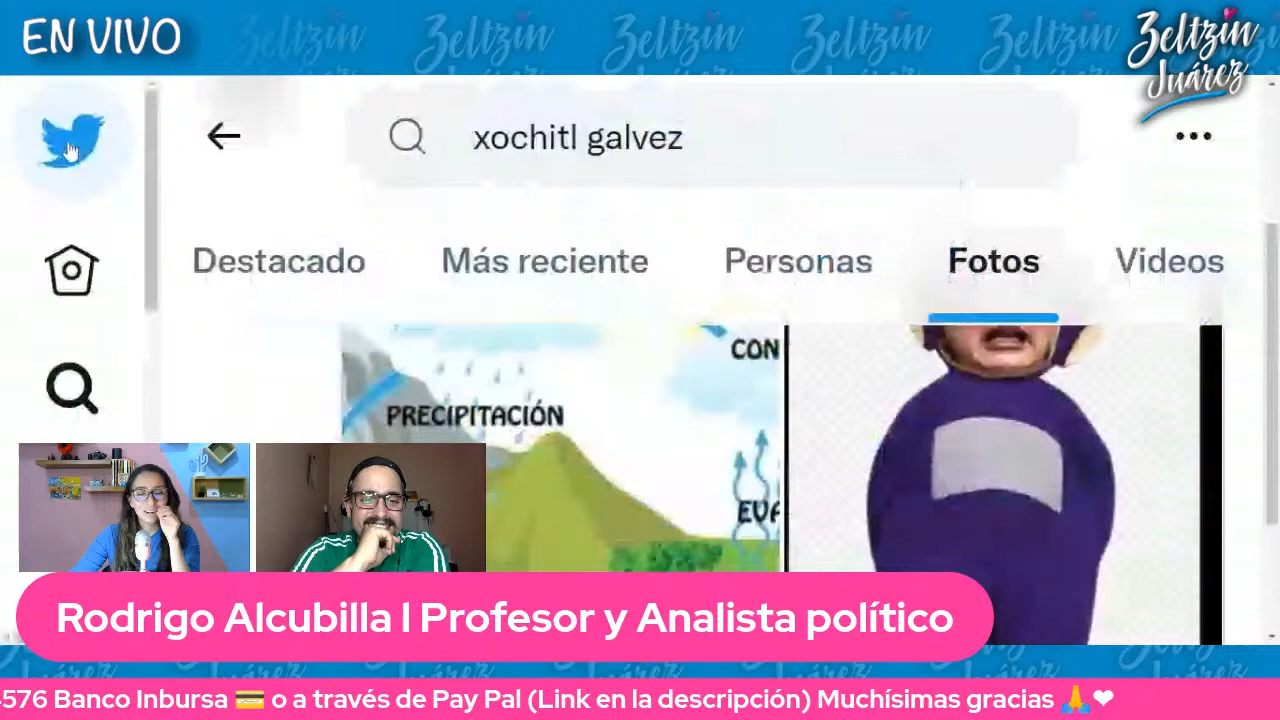 EN VIVO
Zeltzin
Juárez
xochitl galvez
Destacado Más reciente Personas Fotos Videos
PRECIPITACIÓN
CON
EVA
Rodrigo Alcubilla | Profesor y Analista político
4576 Banco Inbursa 💳 o a través de Pay Pal (Link en la descripción) Muchísimas gracias 🙏❤